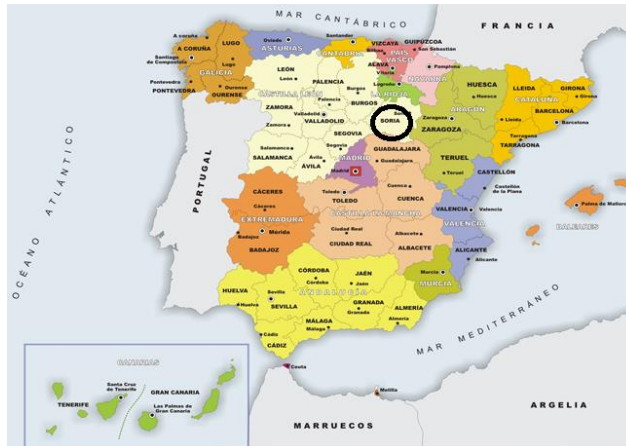 MAR CANTÁBRICO
FRANCIA
OCÉANO ATLÁNTICO
PORTUGAL
MAR MEDITERRÁNEO
ARGELIA
MARRUECOS
A coruña
A CORUÑA
LUGO
Lugo
Santiago de Compostela
GALICIA
Pontevedra
PONTEVEDRA
Ourense
OURENSE
Oviedo
ASTURIAS
Santander
CANTABRIA
VIZCAYA
Bilbao
GUIPÚZCOA
San Sebastián
PAÍS
VASCO
ÁLAVA
Vitoria
Pamplona
NAVARRA
Logroño
LA RIOJA
LEÓN
León
PALENCIA
Palencia
Burgos
BURGOS
CASTILLA LEÓN
ZAMORA
Zamora
Valladolid
VALLADOLID
SORIA
SEGOVIA
Segovia
Salamanca
SALAMANCA
Ávila
ÁVILA
MADRID
Madrid
HUESCA
Huesca
ARAGÓN
Zaragoza
ZARAGOZA
TERUEL
Teruel
LLEIDA
Lleida
GIRONA
Girona
CATALUÑA
BARCELONA
Barcelona
Tarragona
TARRAGONA
GUADALAJARA
Guadalajara
Cuenca
CUENCA
Toledo
TOLEDO
CASTILLA LA MANCHA
Ciudad Real
CIUDAD REAL
Albacete
ALBACETE
CÁCERES
Cáceres
EXTREMADURA
Badajoz
Mérida
BADAJOZ
CASTELLÓN
Castellón de la Plana
VALENCIA
Valencia
VALENCIA
ALICANTE
Alicante
Murcia
MURCIA
Palma de Mallorca
BALEARES
HUELVA
Huelva
Sevilla
SEVILLA
CÓRDOBA
Córdoba
JAÉN
Jaén
ANDALUCÍA
GRANADA
Granada
ALMERÍA
Almería
MÁLAGA
Málaga
Cádiz
CÁDIZ
Ceuta
Melilla
CANARIAS
Santa Cruz
de Tenerife
TENERIFE
GRAN CANARIA
Las Palmas de
Gran Canaria